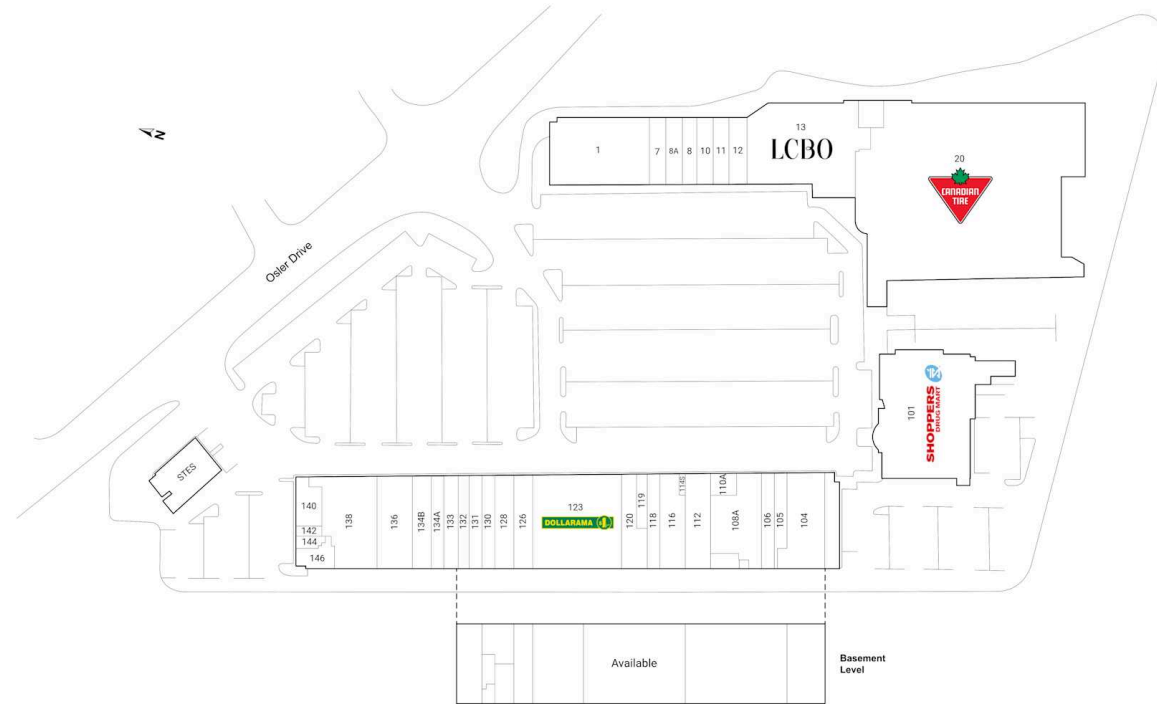 N
Osler Drive
1
7
8A
8
10
11
12
13
LCBO
20
CANADIAN
TIRE
101
SHOPPERS
DRUG MART
STES
140
142
144
146
138
136
134B
134A
133
132
131
130
128
126
123
DOLLARAMA
120
119
118
116
114S
112
110A
108A
106
105
104
Available
Basement
Level